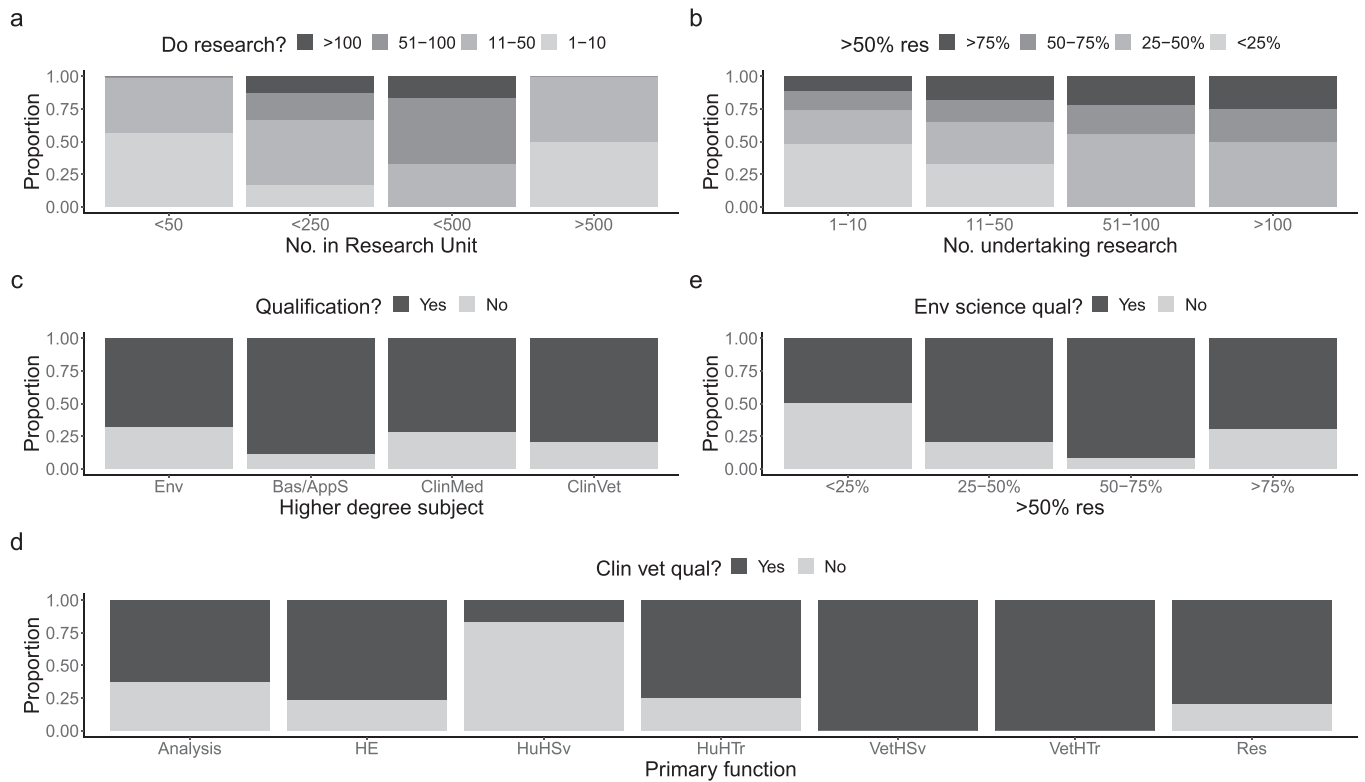 a
Do research? >100 51−100 11−50 1−10
Proportion
1.00
0.75
0.50
0.25
0.00
<50 <250 <500 >500
No. in Research Unit
b
>50% res >75% 50−75% 25−50% <25%
Proportion
1.00
0.75
0.50
0.25
0.00
1−10 11−50 51−100 >100
No. undertaking research
c
Qualification? Yes No
Proportion
1.00
0.75
0.50
0.25
0.00
Env Bas/AppS ClinMed ClinVet
Higher degree subject
e
Env science qual? Yes No
Proportion
1.00
0.75
0.50
0.25
0.00
<25% 25−50% 50−75% >75%
>50% res
d
Clin vet qual? Yes No
Proportion
1.00
0.75
0.50
0.25
0.00
Analysis HE HuHSv HuHTr VetHSv VetHTr Res
Primary function